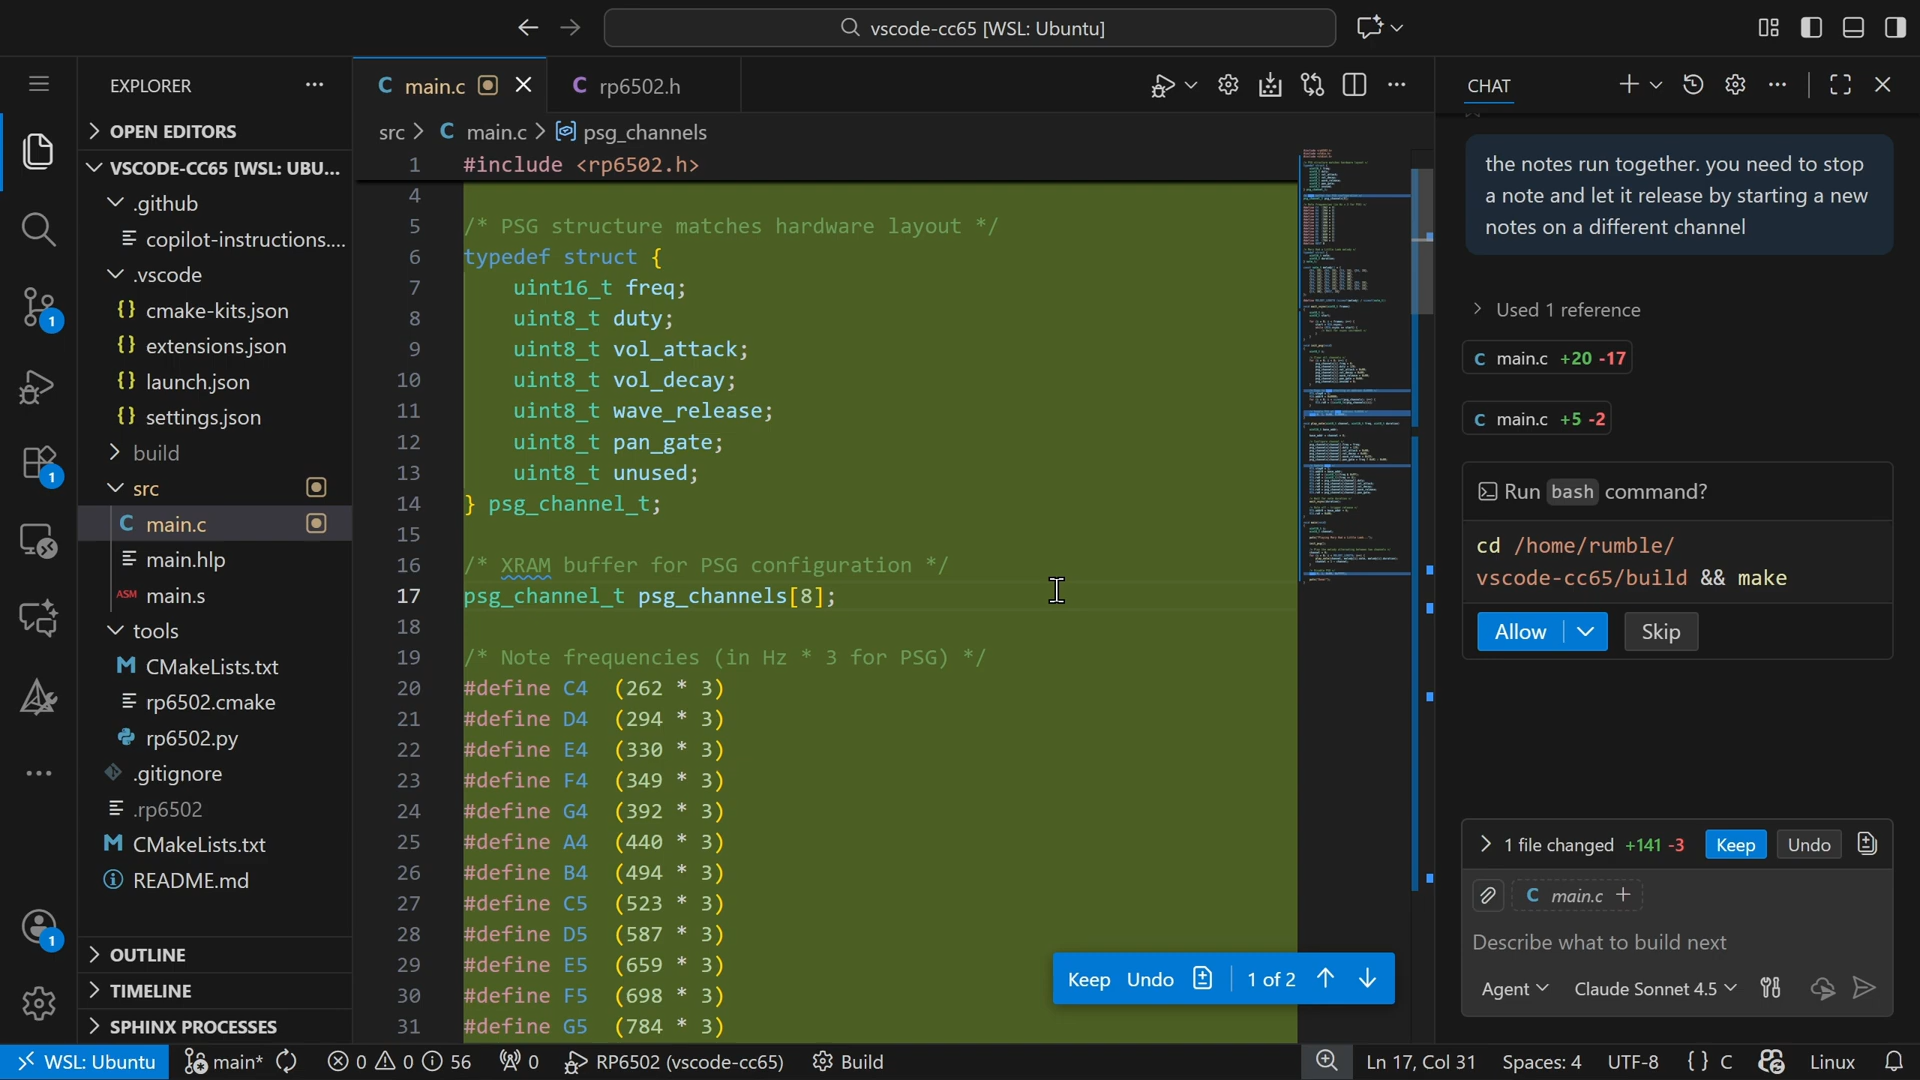 vscode-cc65 [WSL: Ubuntu]
EXPLORER
OPEN EDITORS
VSCODE-CC65 [WSL: UBU...
.github
copilot-instructions....
.vscode
cmake-kits.json
extensions.json
launch.json
settings.json
build
src
main.c
main.hlp
ASM main.s
tools
CMakeLists.txt
rp6502.cmake
rp6502.py
.gitignore
.rp6502
CMakeLists.txt
README.md
OUTLINE
TIMELINE
SPHINX PROCESSES
1
1
1
C main.c
C rp6502.h
src > C main.c > psg_channels
1 #include <rp6502.h>
4
5 /* PSG structure matches hardware layout */
6 typedef struct {
7 uint16_t freq;
8 uint8_t duty;
9 uint8_t vol_attack;
10 uint8_t vol_decay;
11 uint8_t wave_release;
12 uint8_t pan_gate;
13 uint8_t unused;
14 } psg_channel_t;
15
16 /* XRAM buffer for PSG configuration */
17 psg_channel_t psg_channels[8];
18
19 /* Note frequencies (in Hz * 3 for PSG) */
20 #define C4 (262 * 3)
21 #define D4 (294 * 3)
22 #define E4 (330 * 3)
23 #define F4 (349 * 3)
24 #define G4 (392 * 3)
25 #define A4 (440 * 3)
26 #define B4 (494 * 3)
27 #define C5 (523 * 3)
28 #define D5 (587 * 3)
29 #define E5 (659 * 3)
30 #define F5 (698 * 3)
31 #define G5 (784 * 3)
Keep Undo 1 of 2
CHAT
the notes run together. you need to stop
a note and let it release by starting a new
notes on a different channel
Used 1 reference
C main.c +20 -17
C main.c +5 -2
Run bash command?
cd /home/rumble/
vscode-cc65/build && make
Allow Skip
1 file changed +141 -3 Keep Undo
C main.c +
Describe what to build next
Agent Claude Sonnet 4.5
WSL: Ubuntu main* 0 0 56 0 RP6502 (vscode-cc65) Build Ln 17, Col 31 Spaces: 4 UTF-8 {} C Linux